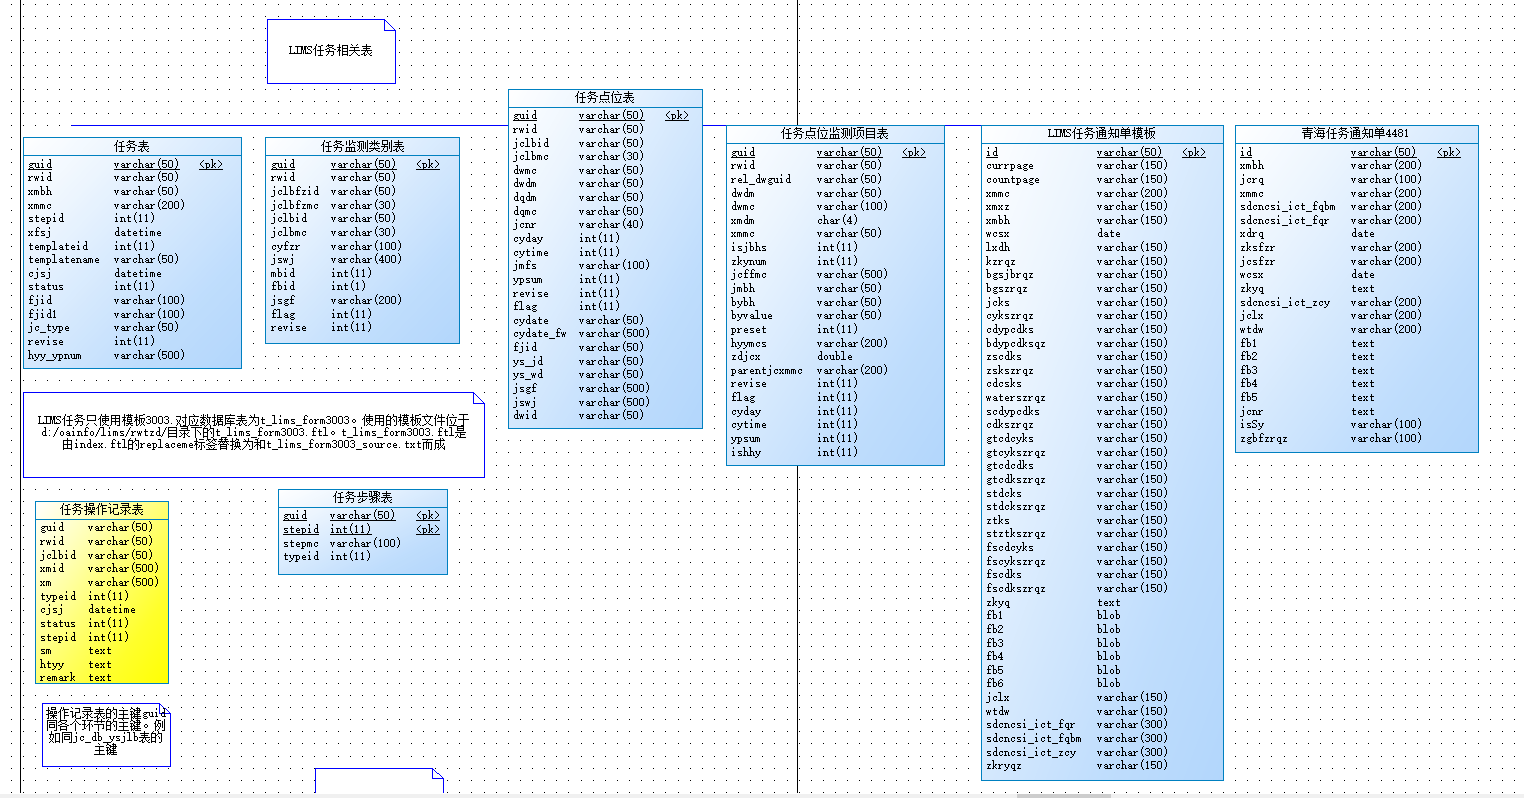 LIMS任务相关表
任务表
guid varchar(50) <pk>
rwid varchar(50)
xmbh varchar(50)
xmmc varchar(200)
stepid int(11)
xfsj datetime
templateid int(11)
templatename varchar(50)
cjsj datetime
status int(11)
fjid varchar(100)
fjid1 varchar(100)
jc_type varchar(50)
revise int(11)
hyy_ypnum varchar(500)
任务监测类别表
guid varchar(50) <pk>
rwid varchar(50)
jclbfzid varchar(50)
jclbfzmc varchar(30)
jclbid varchar(50)
jclbmc varchar(30)
cyfzr varchar(100)
jswj varchar(400)
mbid int(11)
fbid int(1)
jsgf varchar(200)
flag int(11)
revise int(11)
任务点位表
guid varchar(50) <pk>
rwid varchar(50)
jclbid varchar(50)
jclbmc varchar(30)
dwmc varchar(50)
dwdm varchar(50)
dqdm varchar(50)
dqmc varchar(50)
jcnr varchar(40)
cyday int(11)
cytime int(11)
jmfs varchar(100)
ypsum int(11)
revise int(11)
flag int(11)
cydate varchar(50)
cydate_fw varchar(500)
fjid varchar(50)
ys_jd varchar(50)
ys_wd varchar(50)
jsgf varchar(500)
jswj varchar(500)
dwid varchar(50)
任务点位监测项目表
guid varchar(50) <pk>
rwid varchar(50)
rel_dwguid varchar(50)
dwdm varchar(50)
dwmc varchar(100)
xmdm char(4)
xmmc varchar(50)
isjbhs int(11)
zkynum int(11)
jcffmc varchar(500)
jmbh varchar(50)
bybh varchar(50)
byvalue varchar(50)
preset int(11)
hyymcs varchar(200)
zdjcx double
parentjcxmmc varchar(200)
revise int(11)
flag int(11)
cyday int(11)
cytime int(11)
ypsum int(11)
ishhy int(11)
LIMS任务通知单模板
id varchar(50) <pk>
currpage varchar(150)
countpage varchar(150)
xmmc varchar(200)
xmxz varchar(150)
xmbh varchar(150)
wcsx date
lxdh varchar(150)
kzrqz varchar(150)
bgsjbrqz varchar(150)
bgszrqz varchar(150)
jcks varchar(150)
cykszrqz varchar(150)
cdypcdks varchar(150)
bdypcdksqz varchar(150)
zscdks varchar(150)
zskszrqz varchar(150)
cdcsks varchar(150)
waterszrqz varchar(150)
scdypcdks varchar(150)
cdkszrqz varchar(150)
gtcdcyks varchar(150)
gtcykszrqz varchar(150)
gtcdcdks varchar(150)
gtcdkszrqz varchar(150)
stdcks varchar(150)
stdckszrqz varchar(150)
ztks varchar(150)
stztkszrqz varchar(150)
fscdcyks varchar(150)
fscykszrqz varchar(150)
fscdks varchar(150)
fscdkszrqz varchar(150)
zkyq text
fb1 blob
fb2 blob
fb3 blob
fb4 blob
fb5 blob
fb6 blob
jclx varchar(150)
wtdw varchar(150)
sdcncsi_ict_fqr varchar(300)
sdcncsi_ict_fqbm varchar(300)
sdcncsi_ict_zcy varchar(300)
zkryqz varchar(150)
青海任务通知单4481
id varchar(50) <pk>
xmbh varchar(200)
jcrq varchar(100)
xmmc varchar(200)
sdcncsi_ict_fqbm varchar(200)
sdcncsi_ict_fqr varchar(200)
xdrq date
zksfzr varchar(200)
jcsfzr varchar(200)
wcsx date
zkyq text
sdcncsi_ict_zcy varchar(200)
jclx varchar(200)
wtdw varchar(200)
fb1 text
fb2 text
fb3 text
fb4 text
fb5 text
jcnr text
isSy varchar(100)
zgbfzrqz varchar(100)
LIMS任务只使用模板3003.对应数据库表为t_lims_form3003。使用的模板文件位于
d:/oainfo/lims/rwtzd/目录下的t_lims_form3003.ftl。t_lims_form3003.ftl是
由index.ftl的replaceme标签替换为和t_lims_form3003_source.txt而成
任务操作记录表
guid varchar(50)
rwid varchar(50)
jclbid varchar(50)
xmid varchar(500)
xm varchar(500)
typeid int(11)
cjsj datetime
status int(11)
stepid int(11)
sm text
htyy text
remark text
任务步骤表
guid varchar(50) <pk>
stepid int(11) <pk>
stepmc varchar(100)
typeid int(11)
操作记录表的主键guid
同各个环节的主键。例
如同jc_db_ysjlb表的
主键